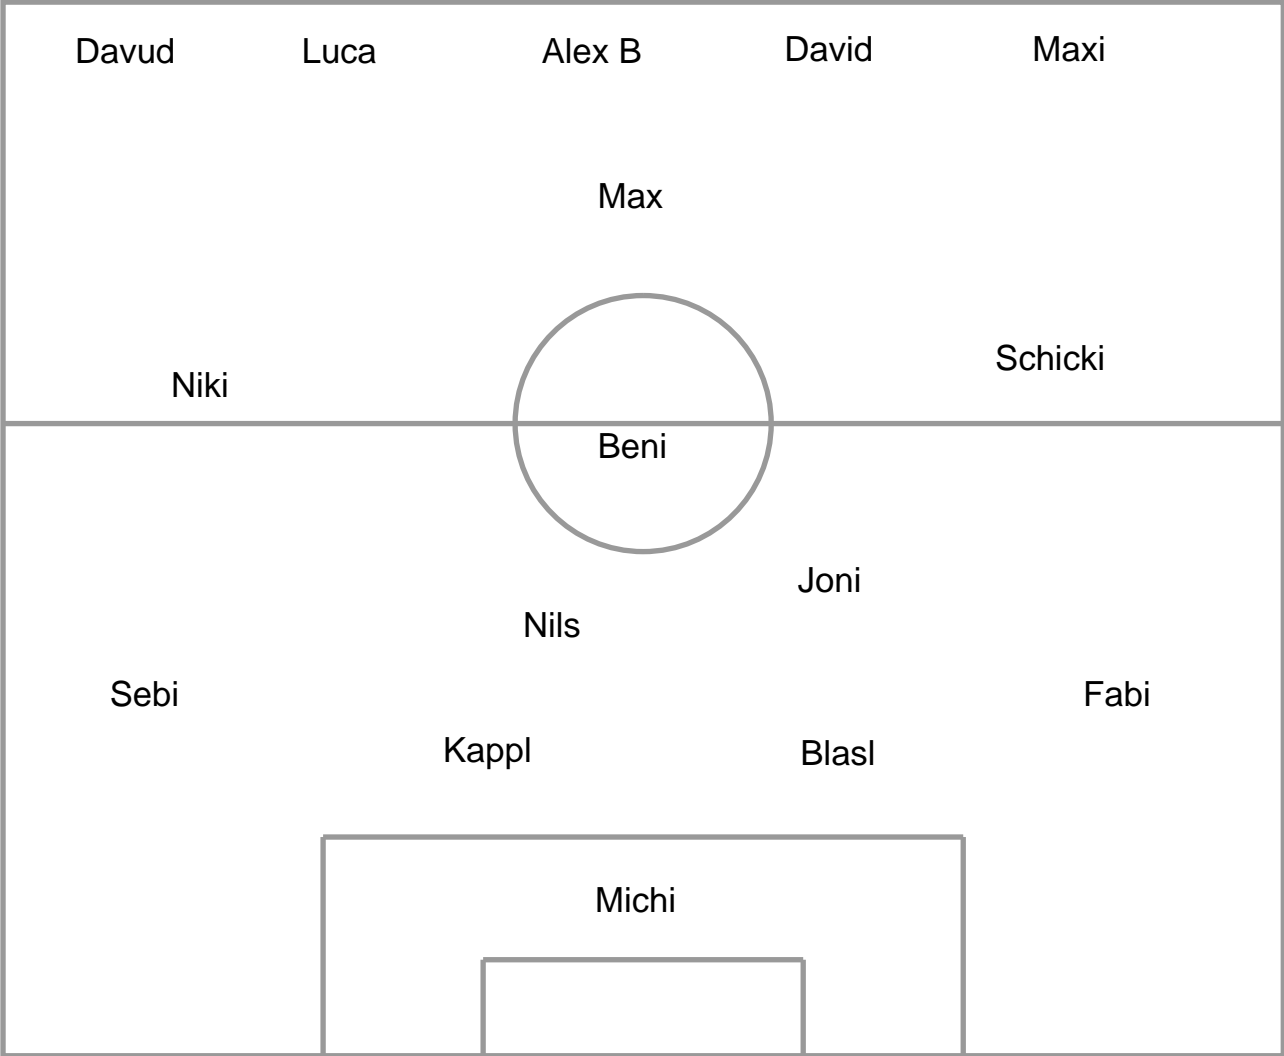 Davud Luca Alex B David Maxi
Max
Schicki
Niki
Beni
Joni
Nils
Sebi Fabi
Kappl Blasl
Michi